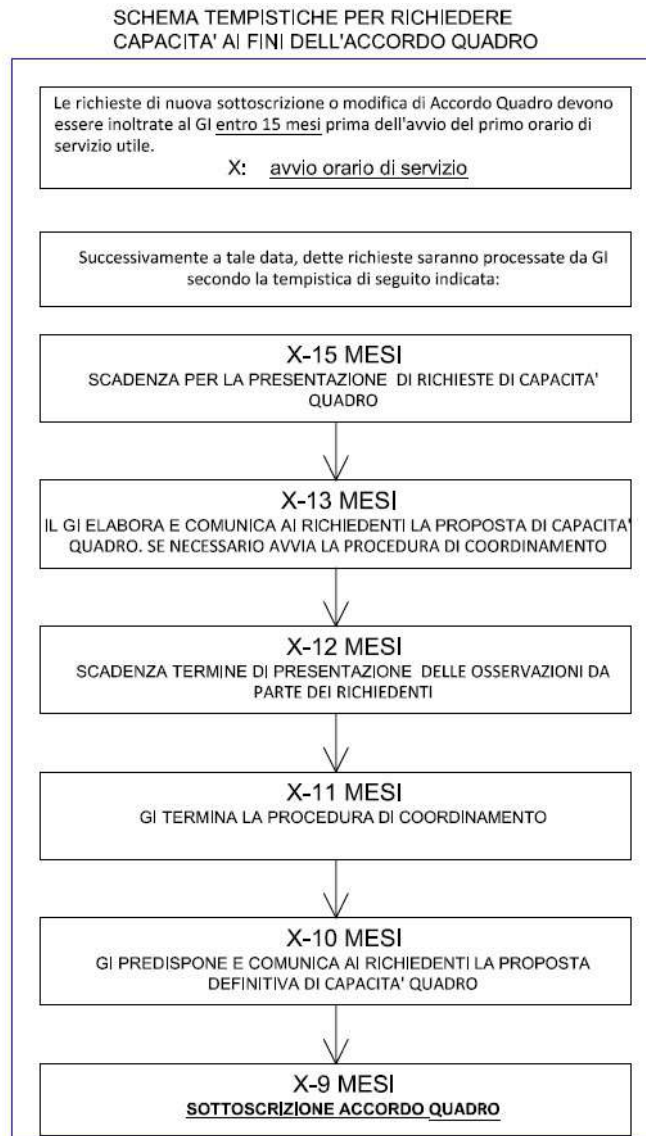 SCHEMA TEMPISTICHE PER RICHIEDERE
CAPACITA' AI FINI DELL'ACCORDO QUADRO
Le richieste di nuova sottoscrizione o modifica di Accordo Quadro devono
essere inoltrate al GI entro 15 mesi prima dell'avvio del primo orario di
servizio utile.
X: avvio orario di servizio
Successivamente a tale data, dette richieste saranno processate da GI
secondo la tempistica di seguito indicata:
X-15 MESI
SCADENZA PER LA PRESENTAZIONE DI RICHIESTE DI CAPACITA'
QUADRO
X-13 MESI
IL GI ELABORA E COMUNICA AI RICHIEDENTI LA PROPOSTA DI CAPACITA'
QUADRO. SE NECESSARIO AVVIA LA PROCEDURA DI COORDINAMENTO
X-12 MESI
SCADENZA TERMINE DI PRESENTAZIONE DELLE OSSERVAZIONI DA
PARTE DEI RICHIEDENTI
X-11 MESI
GI TERMINA LA PROCEDURA DI COORDINAMENTO
X-10 MESI
GI PREDISPONE E COMUNICA AI RICHIEDENTI LA PROPOSTA
DEFINITIVA DI CAPACITA' QUADRO
X-9 MESI
SOTTOSCRIZIONE ACCORDO QUADRO